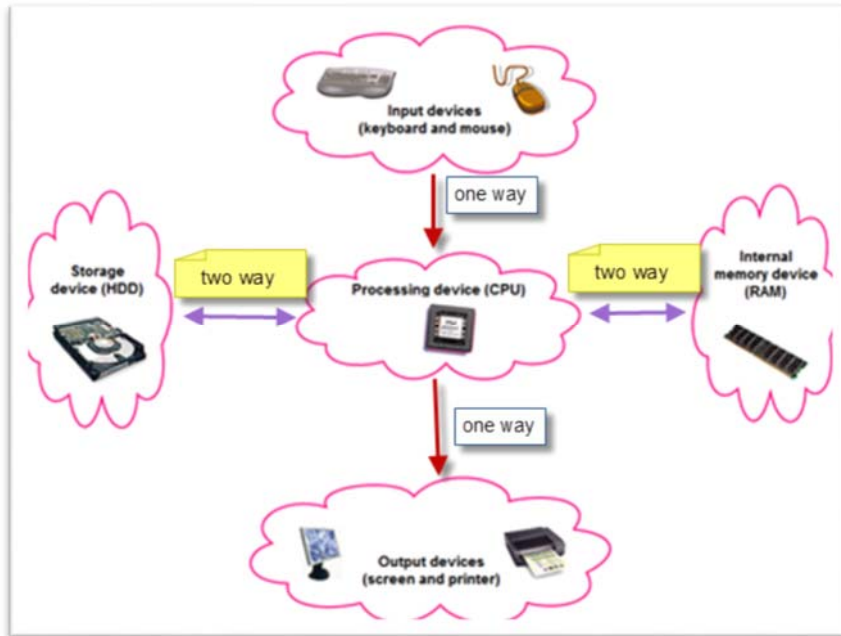 Input devices
(keyboard and mouse)
one way
Storage
device (HDD)
two way
Processing device (CPU)
two way
Internal
memory device
(RAM)
one way
Output devices
(screen and printer)